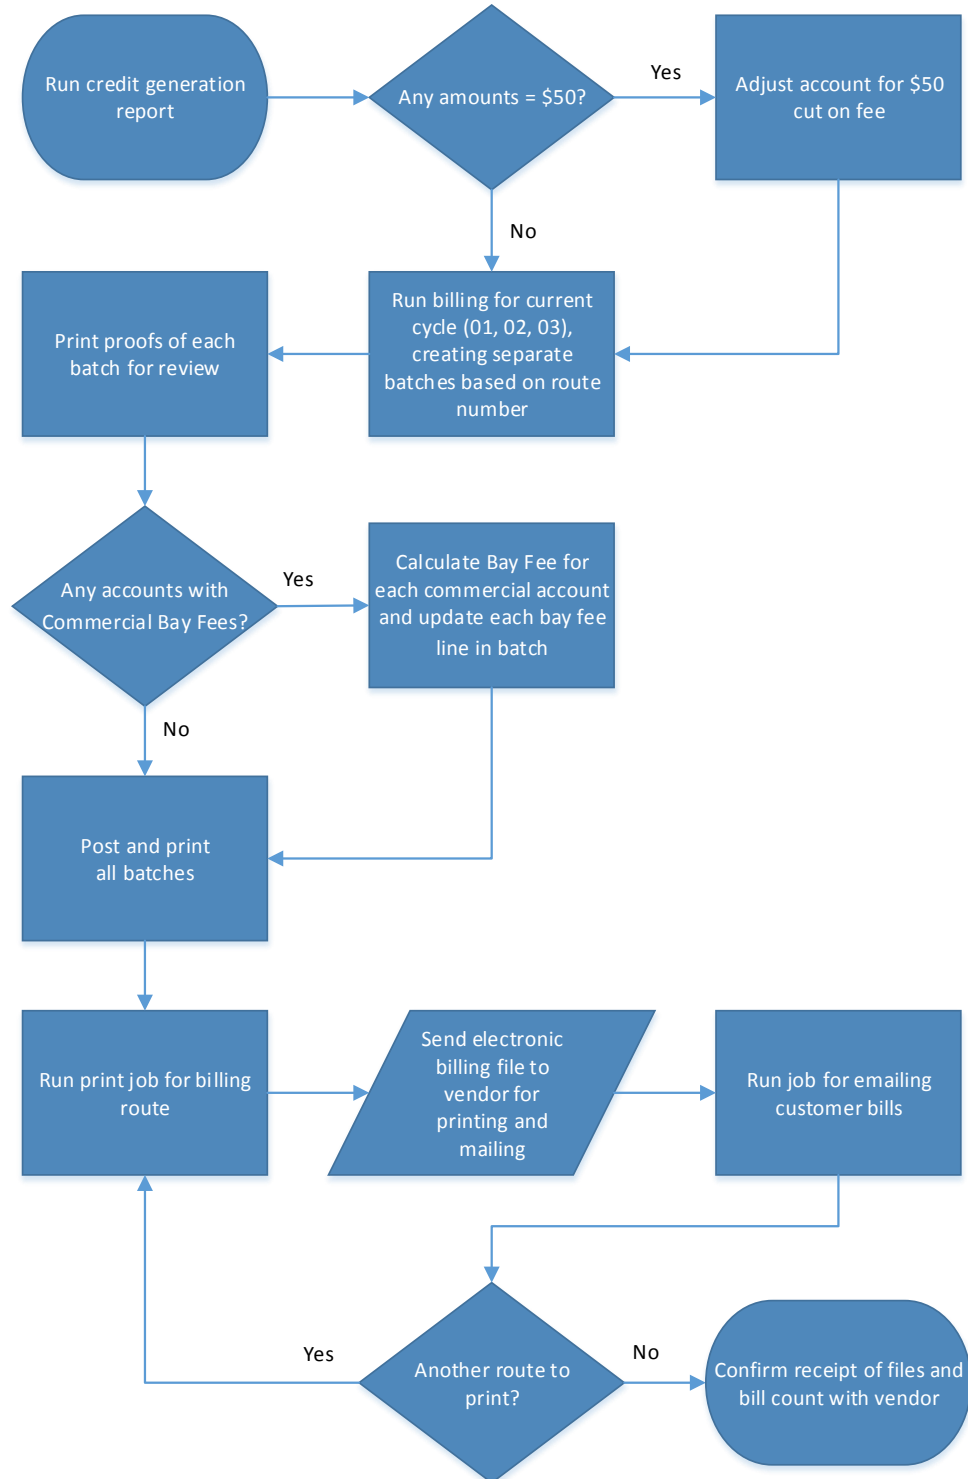 Run credit generation
report
Any amounts = $50?
Yes
Adjust account for $50
cut on fee
No
Run billing for current
cycle (01, 02, 03),
creating separate
batches based on route
number
Print proofs of each
batch for review
Any accounts with
Commercial Bay Fees?
Yes
Calculate Bay Fee for
each commercial account
and update each bay fee
line in batch
No
Post and print
all batches
Run print job for billing
route
Send electronic
billing file to
vendor for
printing and
mailing
Run job for emailing
customer bills
Another route to
print?
Yes
No
Confirm receipt of files and
bill count with vendor